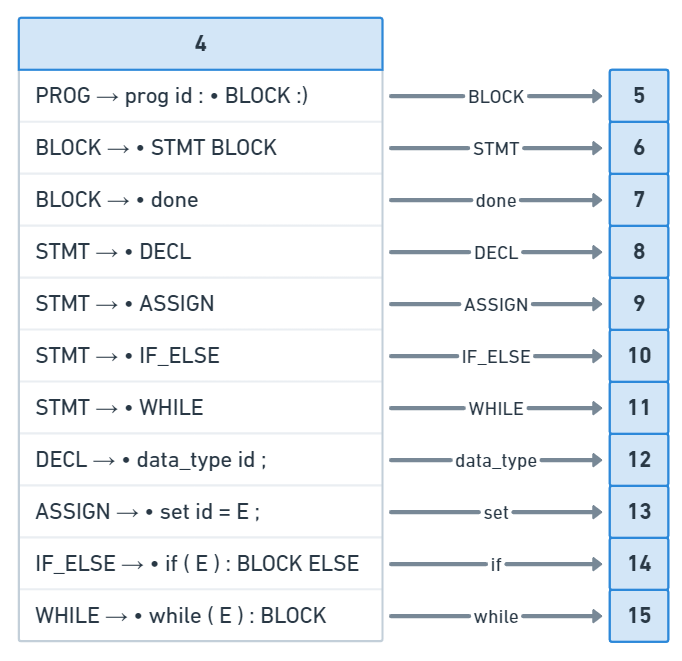 4
PROG → prog id : • BLOCK :) BLOCK 5
BLOCK → • STMT BLOCK STMT 6
BLOCK → • done done 7
STMT → • DECL DECL 8
STMT → • ASSIGN ASSIGN 9
STMT → • IF_ELSE IF_ELSE 10
STMT → • WHILE WHILE 11
DECL → • data_type id ; data_type 12
ASSIGN → • set id = E ; set 13
IF_ELSE → • if ( E ) : BLOCK ELSE if 14
WHILE → • while ( E ) : BLOCK while 15